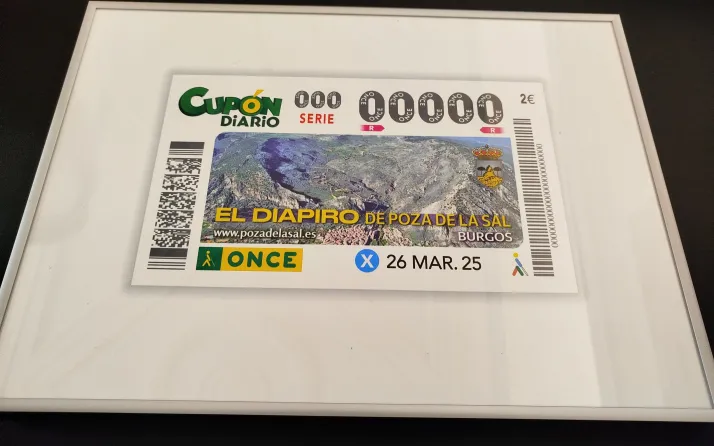 CUPÓN
DiARiO
000
SERIE
00000
R
R
2€
EL DIAPIRO DE POZA DE LA SAL
www.pozadelasal.es
BURGOS
ONCE
X 26 MAR. 25